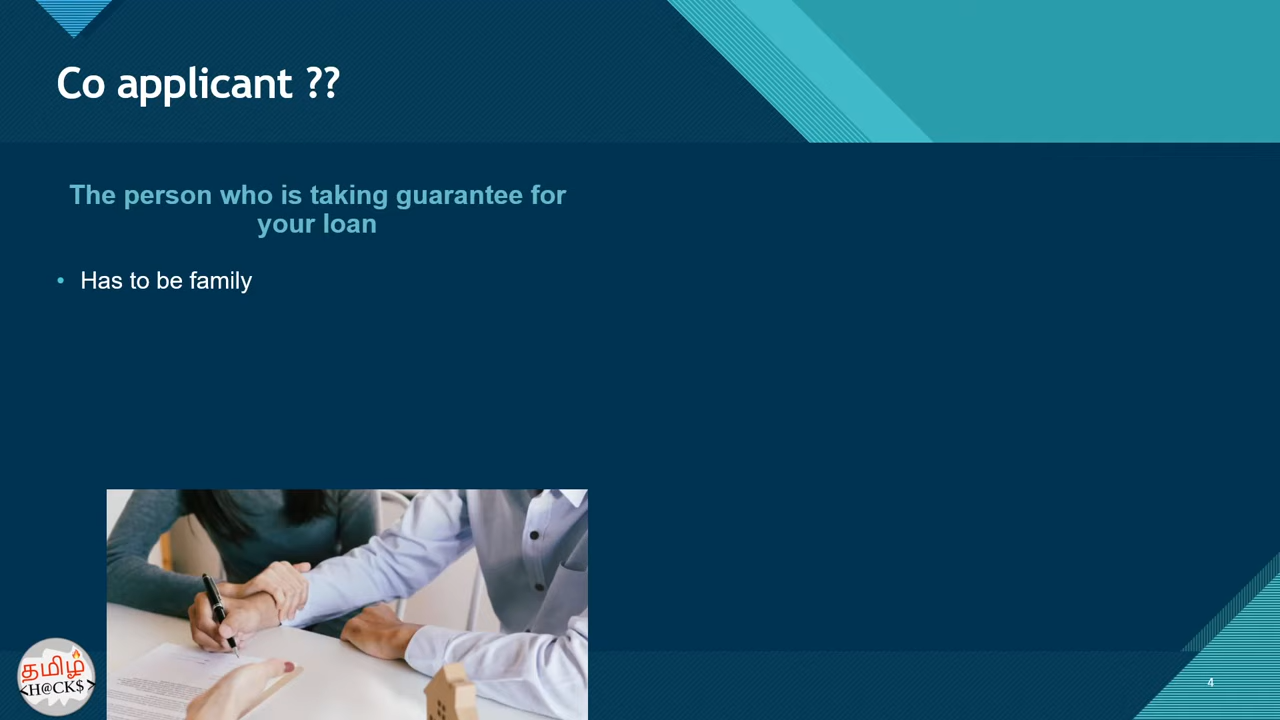 Co applicant ??
The person who is taking guarantee for
your loan
• Has to be family
தமிழ்
<H@CK$>
4